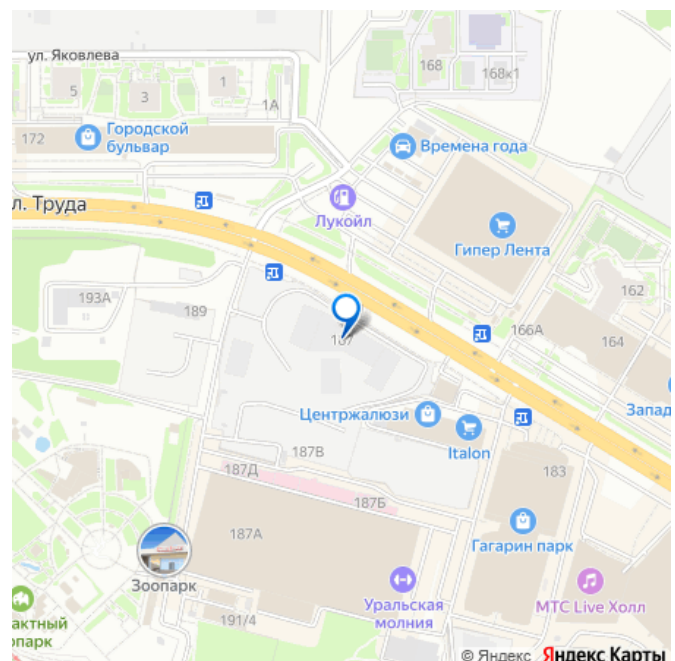 ул. Яковлева
168
168к1
5
3
1
1А
172
Городской
бульвар
Времена года
л. Труда
Лукойл
Гипер Лента
162
193А
189
187
166А
164
Центржалюзи
Запад
Italon
187В
187Д
187Б
183
187А
Гагарин парк
Зоопарк
Уральская
молния
МТС Live Холл
актный
опарк
191/4
© Яндекс Яндекс Карты